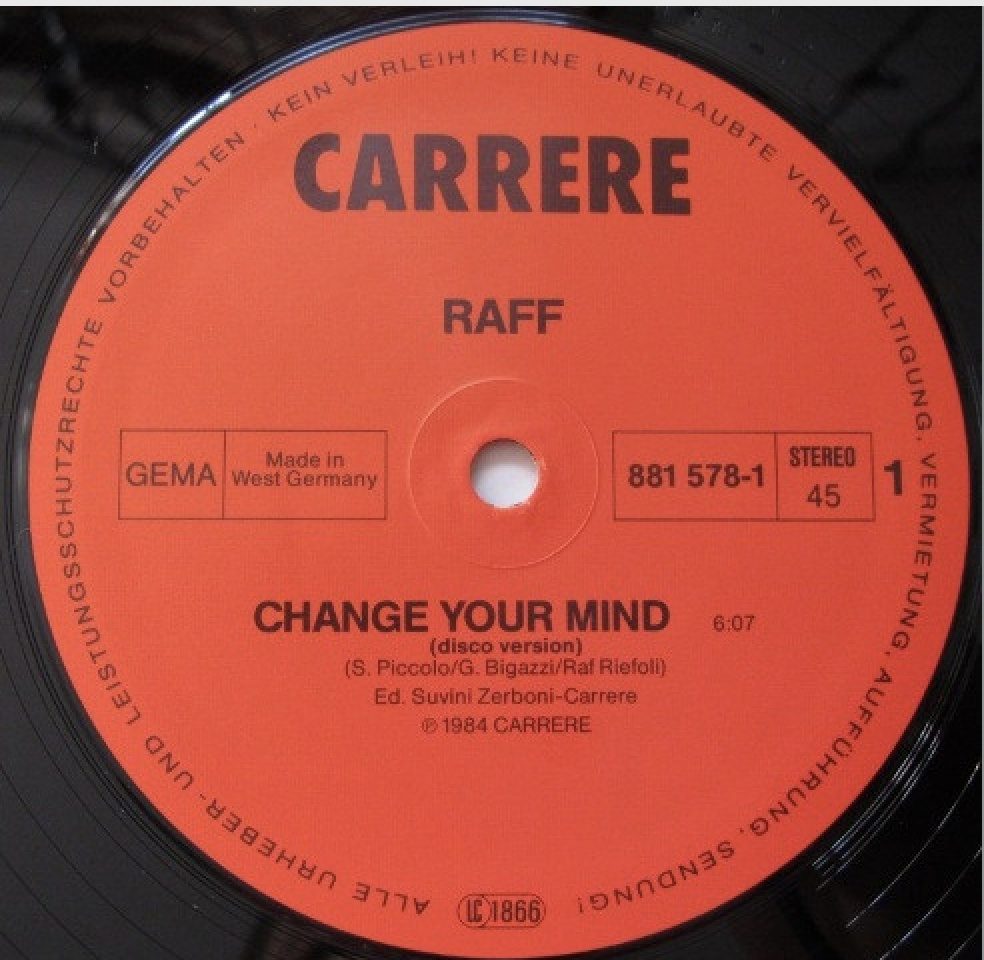 ALLE URHEBER- UND LEISTUNGSSCHUTZRECHTE VORBEHALTEN · KEIN VERLEIH! KEINE UNERLAUBTE VERVIELFÄLTIGUNG, VERMIETUNG, AUFFÜHRUNG, SENDUNG!
CARRERE
RAFF
GEMA
Made in
West Germany
881 578-1
STEREO
45
1
CHANGE YOUR MIND 6:07
(disco version)
(S. Piccolo/G. Bigazzi/Raf Riefoli)
Ed. Suvini Zerboni-Carrere
℗ 1984 CARRERE
LC 1866